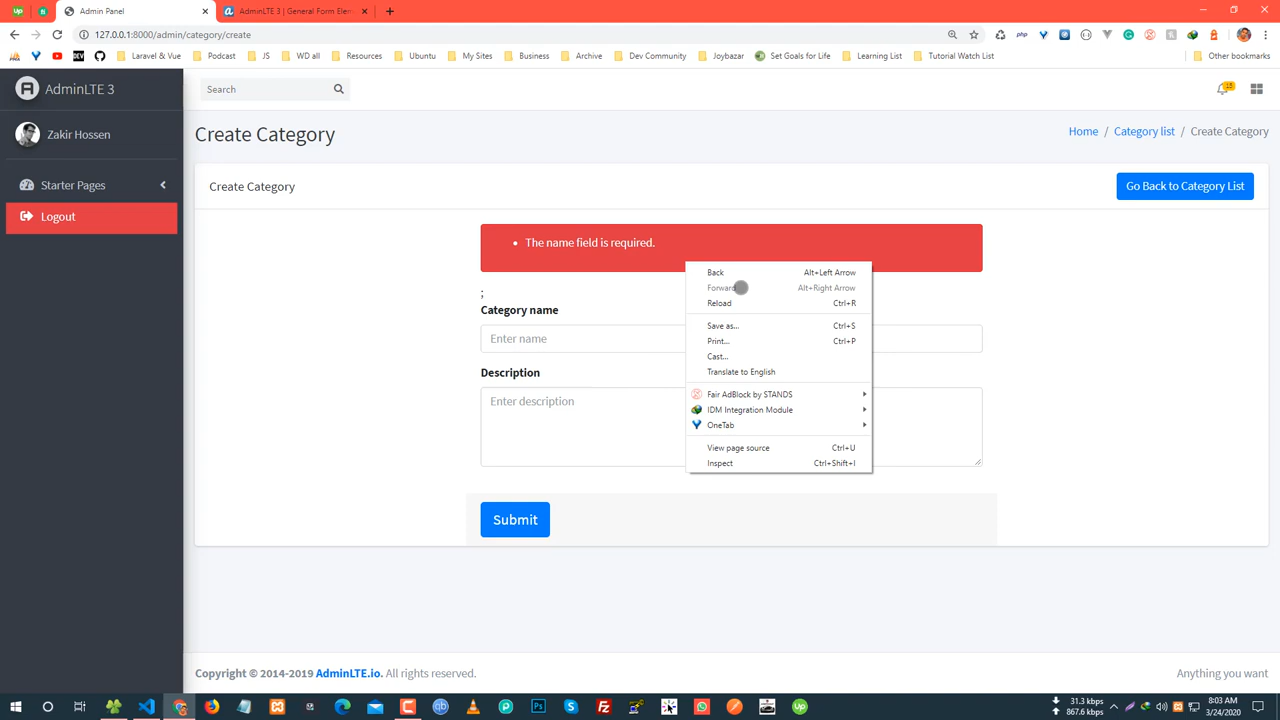 Admin Panel
AdminLTE 3 | General Form Elem
127.0.0.1:8000/admin/category/create
Laravel & Vue
Podcast
JS
WD all
Resources
Ubuntu
My Sites
Business
Archive
Dev Community
Joybazar
Set Goals for Life
Learning List
Tutorial Watch List
Other bookmarks
AdminLTE 3
Search
15
Zakir Hossen
Create Category
Home / Category list / Create Category
Starter Pages
Logout
Create Category
Go Back to Category List
• The name field is required.
;
Category name
Enter name
Description
Enter description
Submit
Back Alt+Left Arrow
Forward Alt+Right Arrow
Reload Ctrl+R
Save as... Ctrl+S
Print... Ctrl+P
Cast...
Translate to English
Fair AdBlock by STANDS
IDM Integration Module
OneTab
View page source Ctrl+U
Inspect Ctrl+Shift+I
Copyright © 2014-2019 AdminLTE.io. All rights reserved.
Anything you want
31.3 kbps
867.6 kbps
8:03 AM
3/24/2020